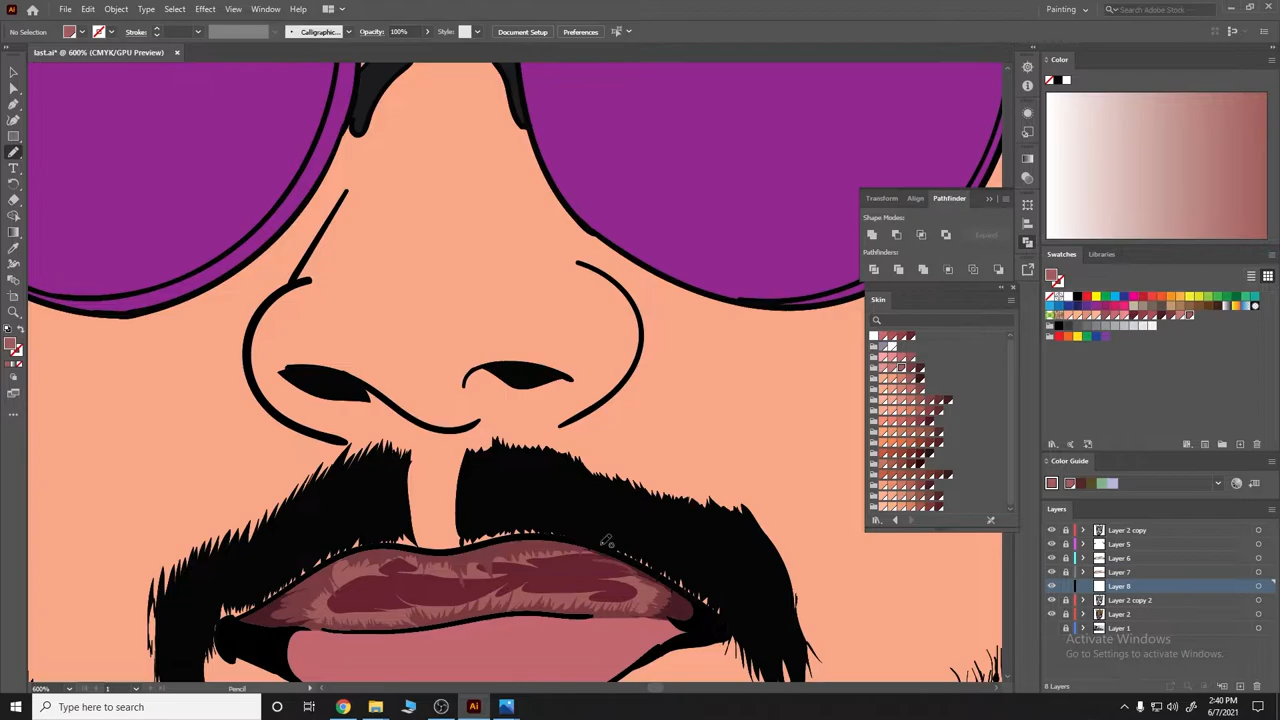 Ai File Edit Object Type Select Effect View Window Help
Painting
Search Adobe Stock
No Selection
Stroke:
Calligraphic...
Opacity: 100%
Style:
Document Setup
Preferences
last.ai* @ 600% (CMYK/GPU Preview) ×
Color
Transform Align Pathfinder
Shape Modes:
Expand
Pathfinders:
Swatches Libraries
Skin
Color Guide
Layers
Layer 2 copy
Layer 5
Layer 6
Layer 7
Layer 8
Layer 2 copy 2
Layer 2
Layer 1
Activate Windows
Go to Settings to activate Windows.
8 Layers
600%
1
Pencil
Type here to search
Ai
2:40 PM
6/7/2021